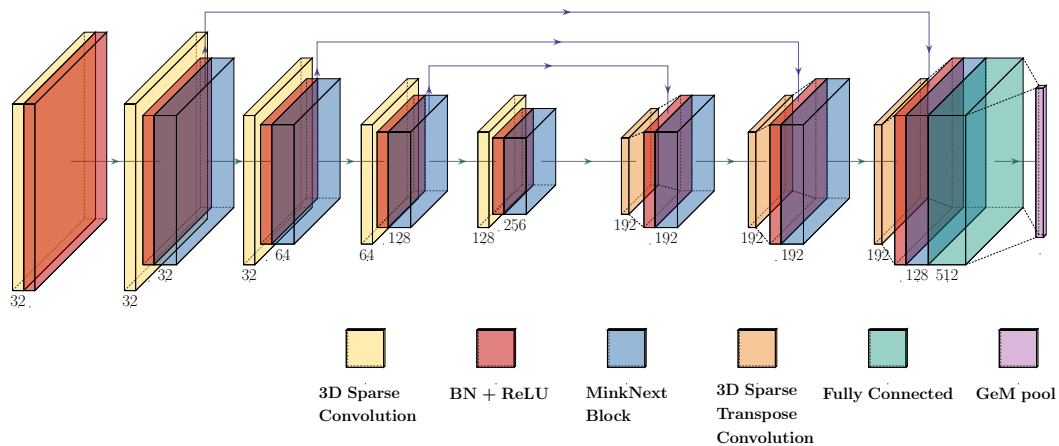 32
32
32
32
64
64
128
128
256
192
192
192
192
192
128
512
3D Sparse
Convolution
BN + ReLU
MinkNext
Block
3D Sparse
Transpose
Convolution
Fully Connected
GeM pool